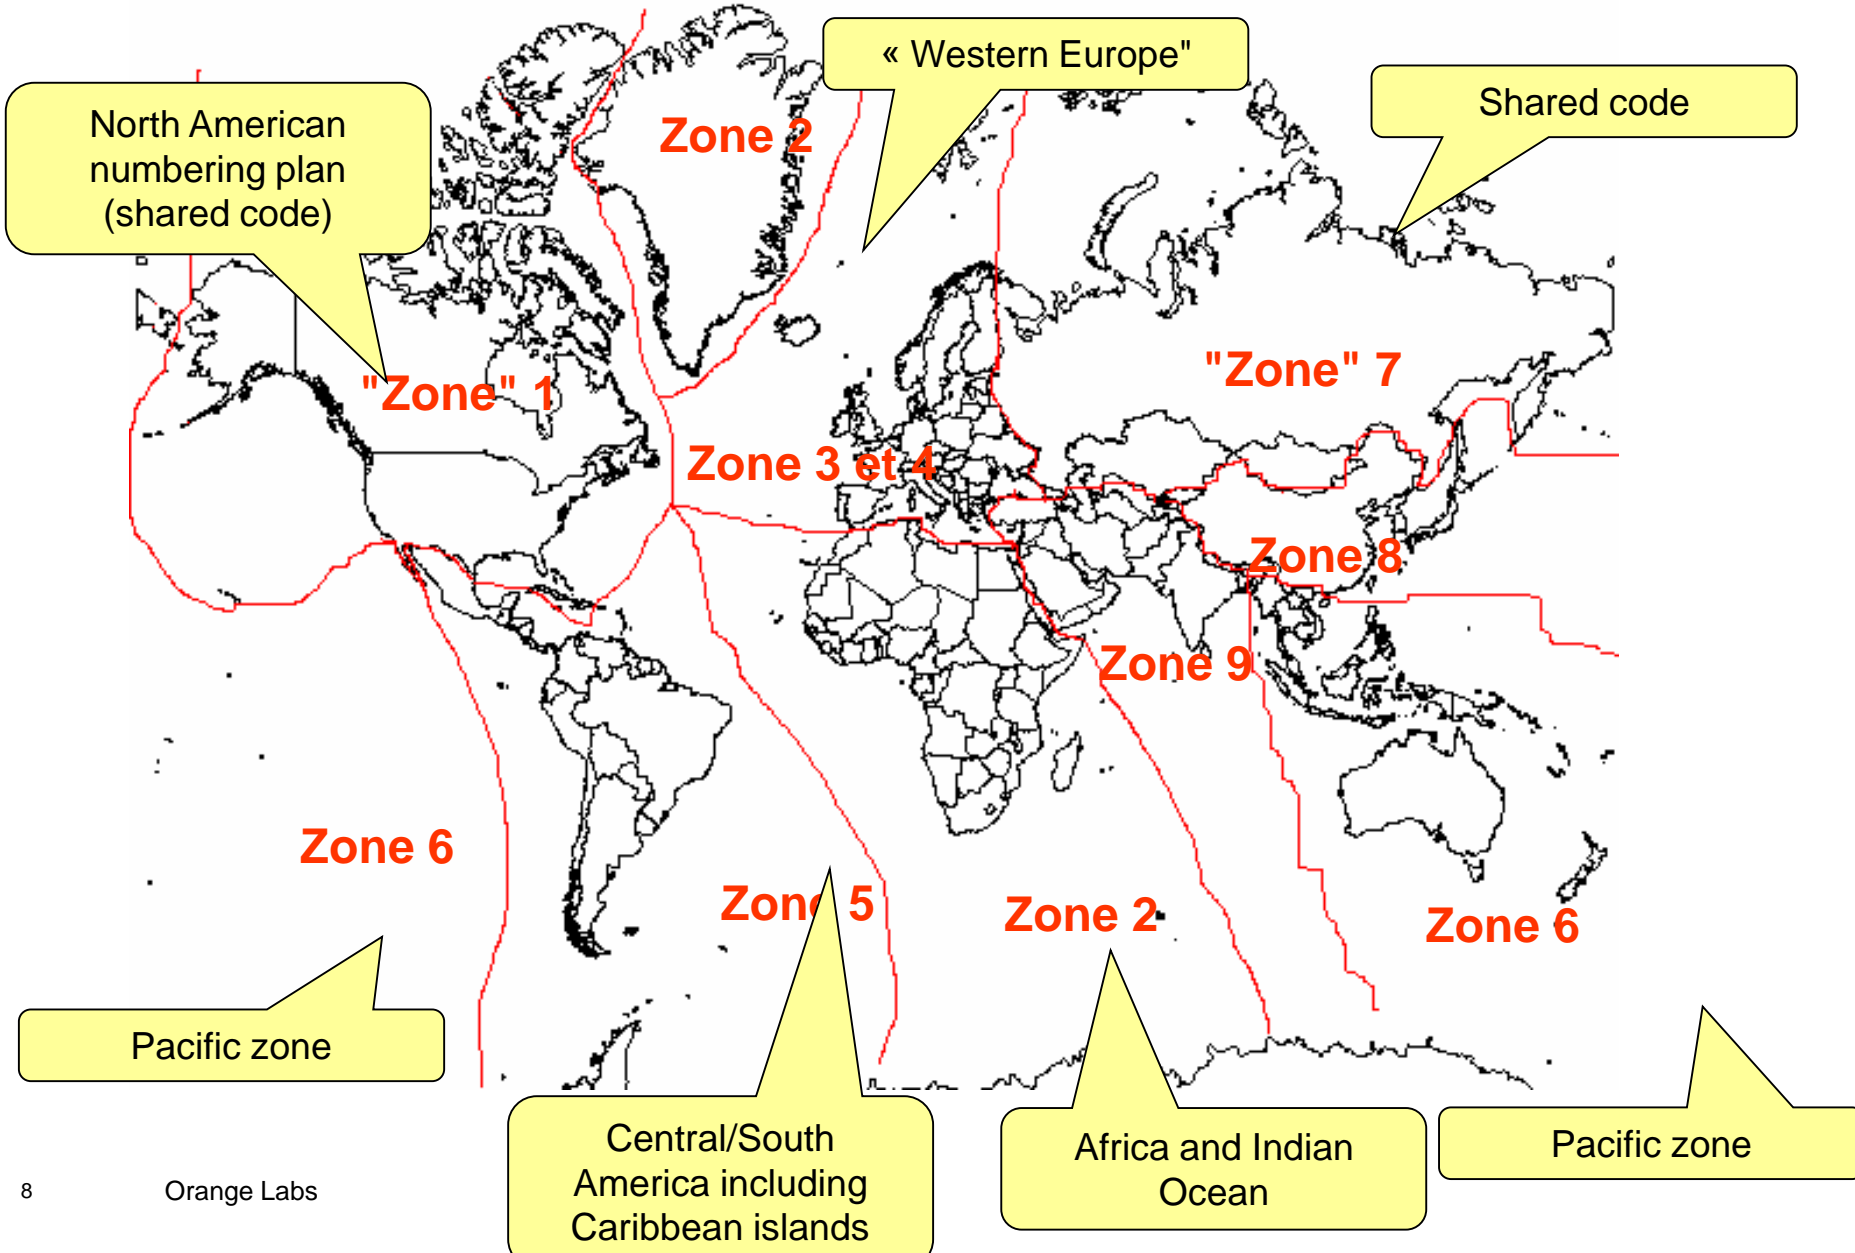 « Western Europe"
Shared code
North American
numbering plan
(shared code)
Zone 2
"Zone" 1
"Zone" 7
Zone 3 et 4
Zone 8
Zone 9
Zone 6
Zone 5
Zone 2
Zone 6
Pacific zone
Central/South
America including
Caribbean islands
Africa and Indian
Ocean
Pacific zone
8
Orange Labs